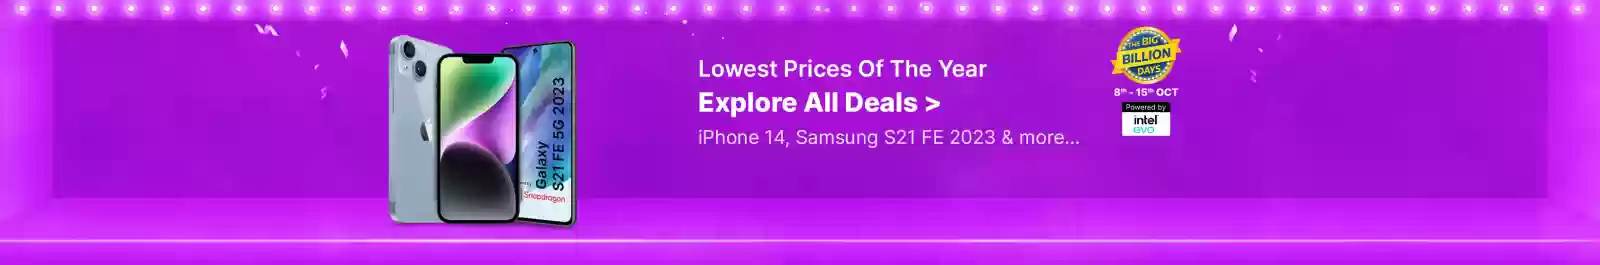 Lowest Prices Of The Year
Explore All Deals >
iPhone 14, Samsung S21 FE 2023 & more...
THE BIG
BILLION
DAYS
8th - 15th OCT
Powered by
intel
evo
Galaxy
S21 FE 5G 2023
Snapdragon